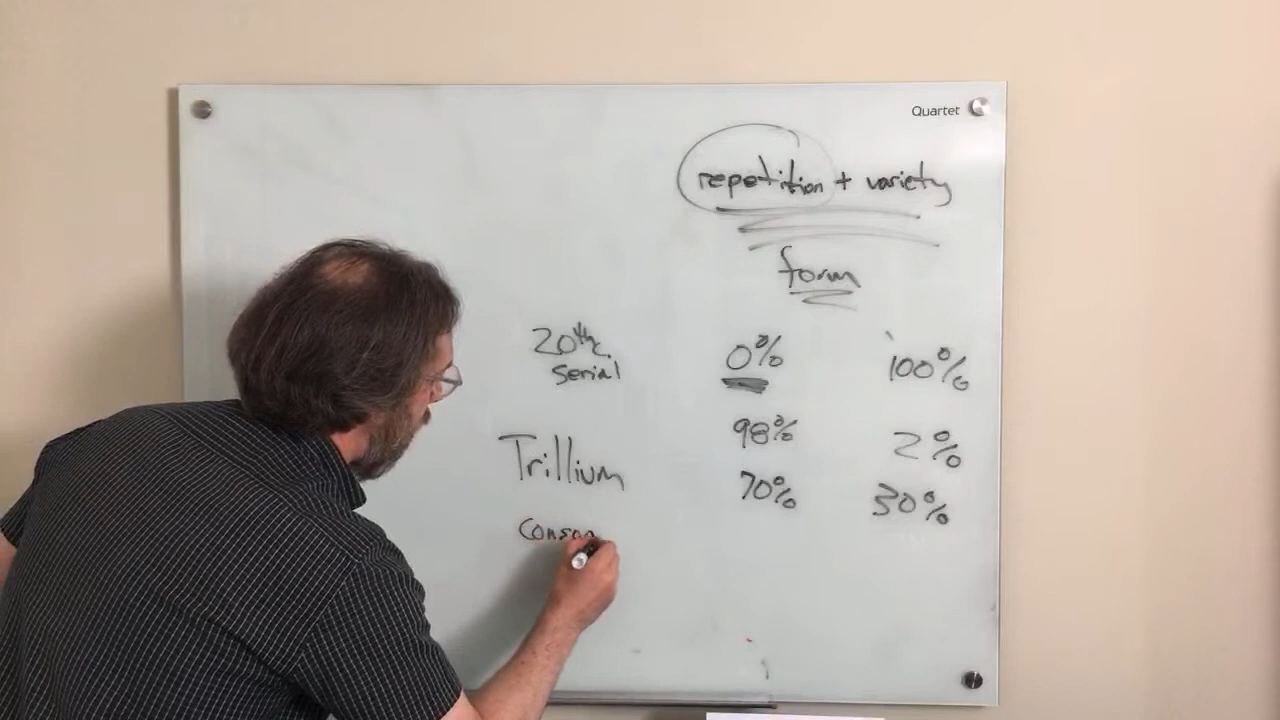 Quartet
repetition + variety
form
20th 0% 100%
serial
Trillium 98% 2%
70% 30%
Conson